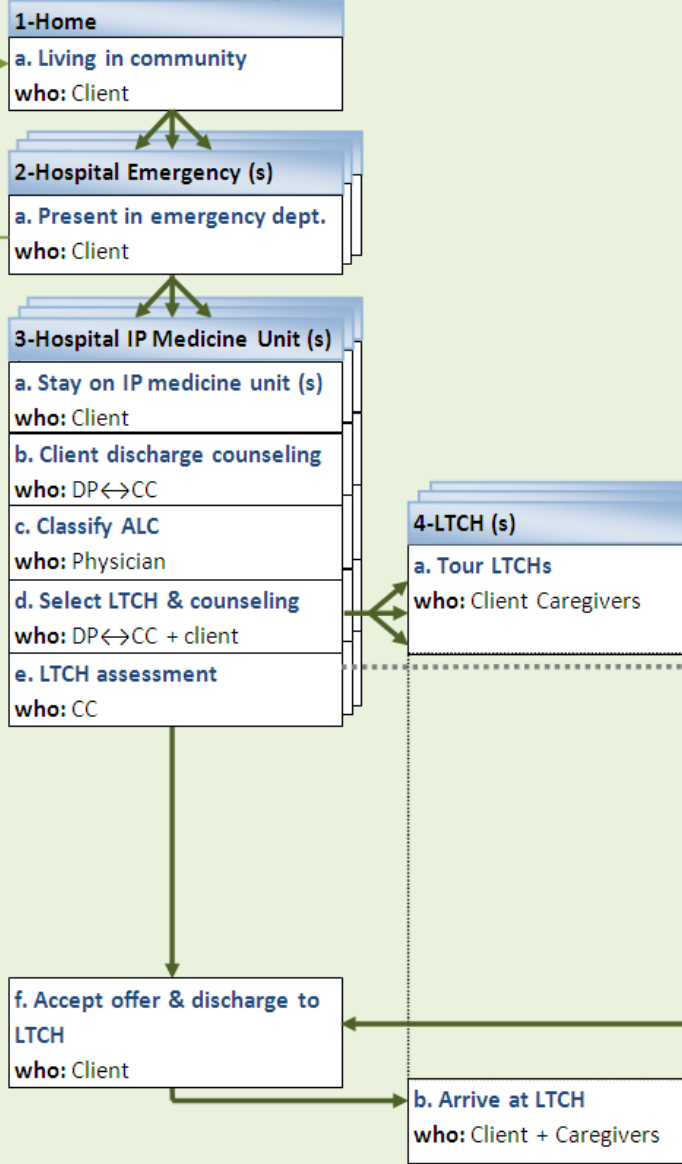 1-Home
a. Living in community
who: Client
2-Hospital Emergency (s)
a. Present in emergency dept.
who: Client
3-Hospital IP Medicine Unit (s)
a. Stay on IP medicine unit (s)
who: Client
b. Client discharge counseling
who: DP↔CC
c. Classify ALC
who: Physician
d. Select LTCH & counseling
who: DP↔CC + client
e. LTCH assessment
who: CC
4-LTCH (s)
a. Tour LTCHs
who: Client Caregivers
f. Accept offer & discharge to
LTCH
who: Client
b. Arrive at LTCH
who: Client + Caregivers